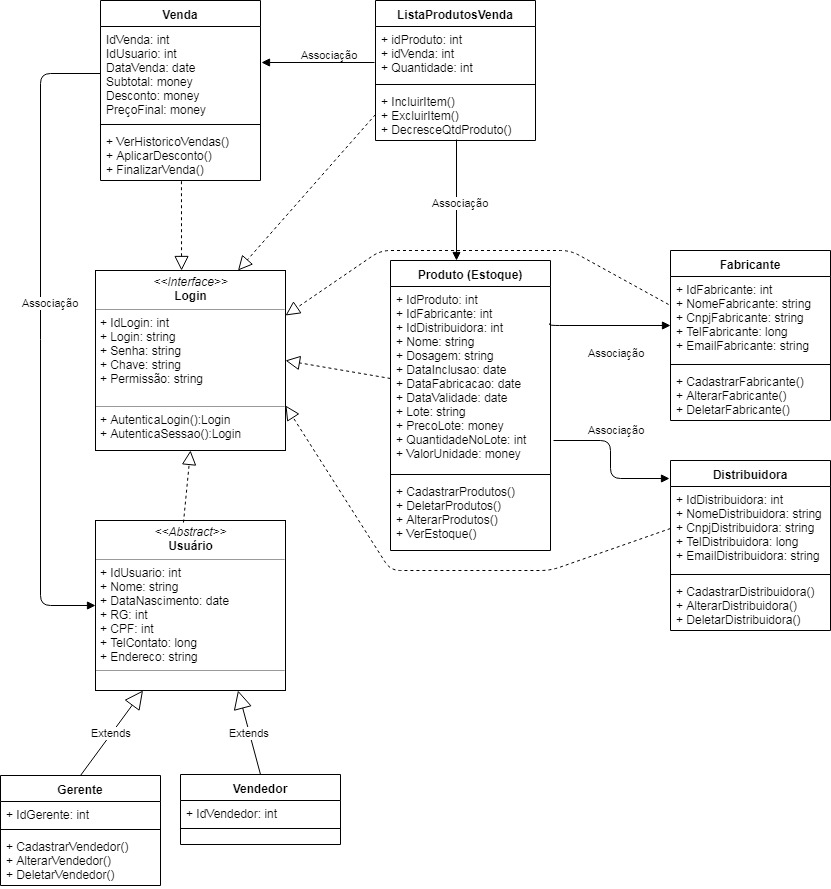 Venda
IdVenda: int
IdUsuario: int
DataVenda: date
Subtotal: money
Desconto: money
PreçoFinal: money
+ VerHistoricoVendas()
+ AplicarDesconto()
+ FinalizarVenda()
Associação
ListaProdutosVenda
+ idProduto: int
+ idVenda: int
+ Quantidade: int
+ IncluirItem()
+ ExcluirItem()
+ DecresceQtdProduto()
Associação
Associação
<<Interface>>
Login
+ IdLogin: int
+ Login: string
+ Senha: string
+ Chave: string
+ Permissão: string
+ AutenticaLogin():Login
+ AutenticaSessao():Login
Produto (Estoque)
+ IdProduto: int
+ IdFabricante: int
+ IdDistribuidora: int
+ Nome: string
+ Dosagem: string
+ DataInclusao: date
+ DataFabricacao: date
+ DataValidade: date
+ Lote: string
+ PrecoLote: money
+ QuantidadeNoLote: int
+ ValorUnidade: money
+ CadastrarProdutos()
+ DeletarProdutos()
+ AlterarProdutos()
+ VerEstoque()
Associação
Associação
Fabricante
+ IdFabricante: int
+ NomeFabricante: string
+ CnpjFabricante: string
+ TelFabricante: long
+ EmailFabricante: string
+ CadastrarFabricante()
+ AlterarFabricante()
+ DeletarFabricante()
Distribuidora
+ IdDistribuidora: int
+ NomeDistribuidora: string
+ CnpjDistribuidora: string
+ TelDistribuidora: long
+ EmailDistribuidora: string
+ CadastrarDistribuidora()
+ AlterarDistribuidora()
+ DeletarDistribuidora()
<<Abstract>>
Usuário
+ IdUsuario: int
+ Nome: string
+ DataNascimento: date
+ RG: int
+ CPF: int
+ TelContato: long
+ Endereco: string
Extends
Extends
Gerente
+ IdGerente: int
+ CadastrarVendedor()
+ AlterarVendedor()
+ DeletarVendedor()
Vendedor
+ IdVendedor: int